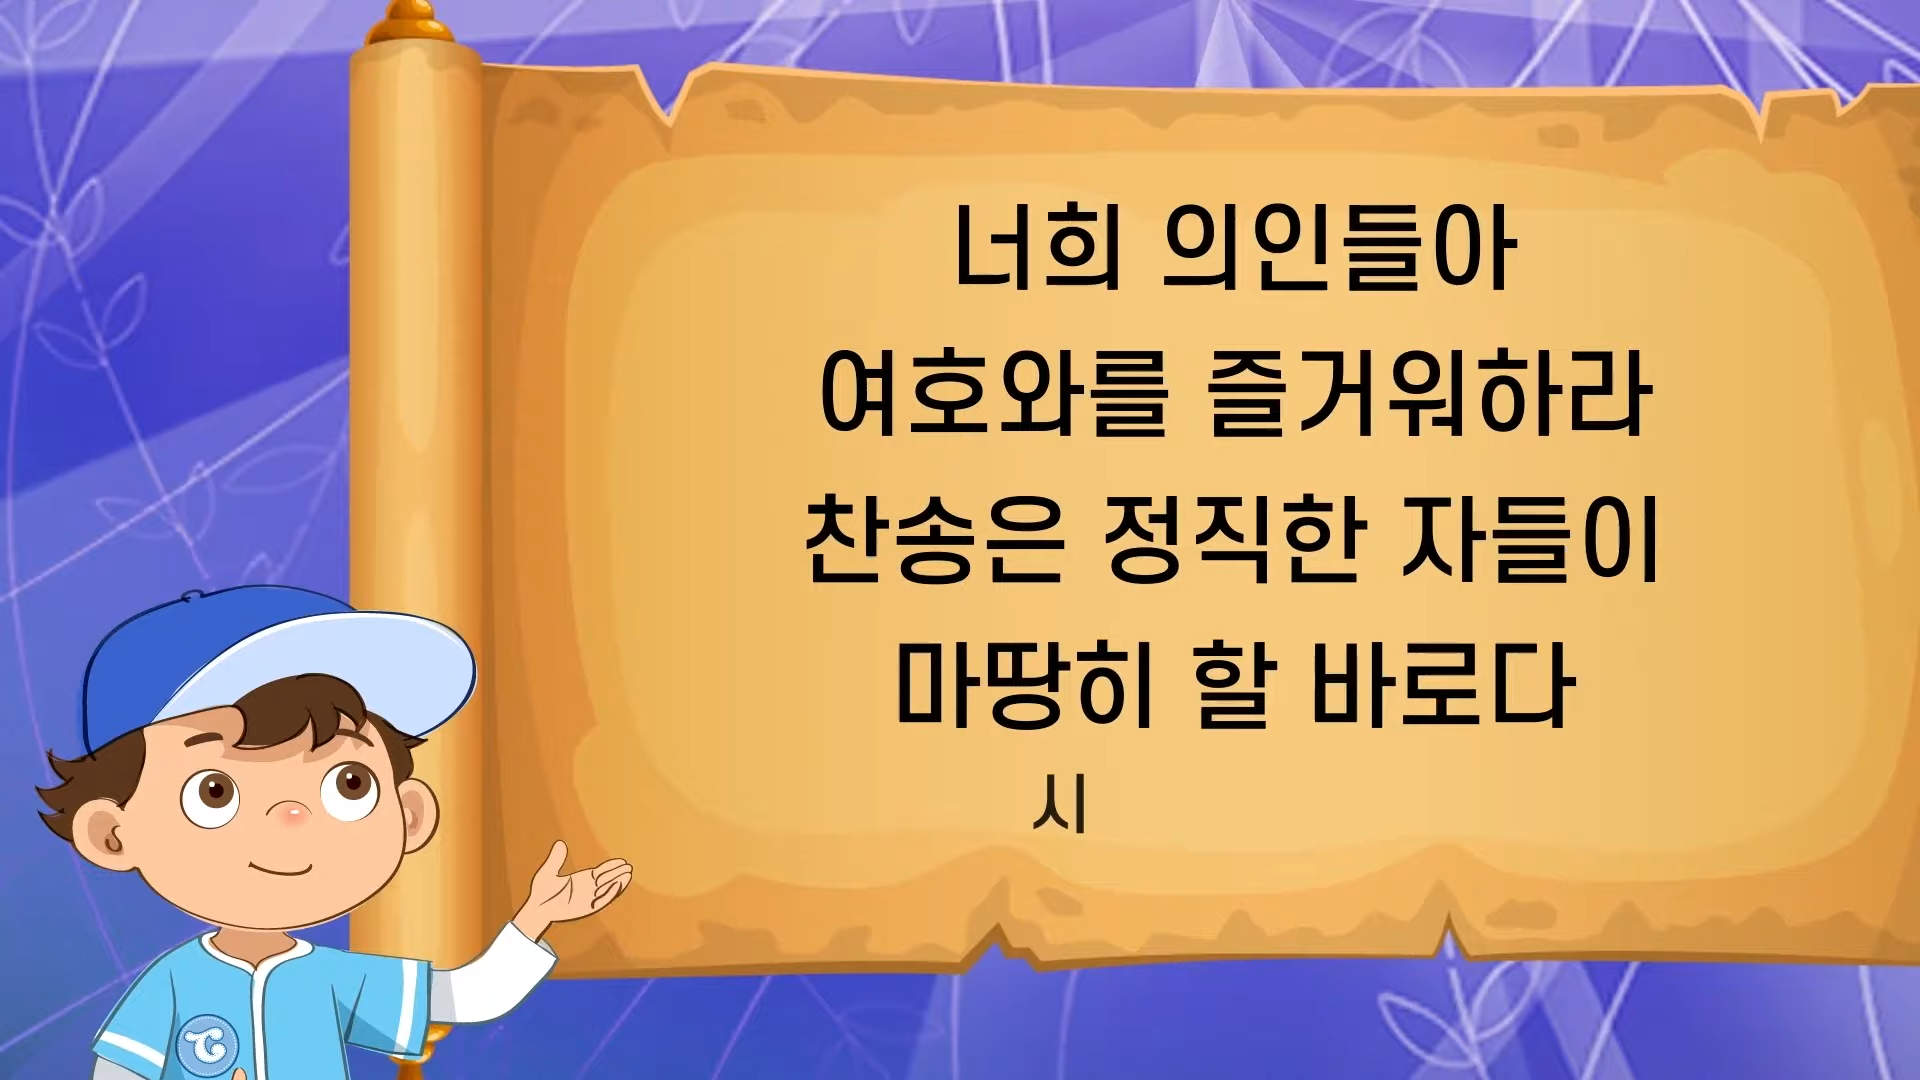 너희 의인들아
여호와를 즐거워하라
찬송은 정직한 자들이
마땅히 할 바로다
시